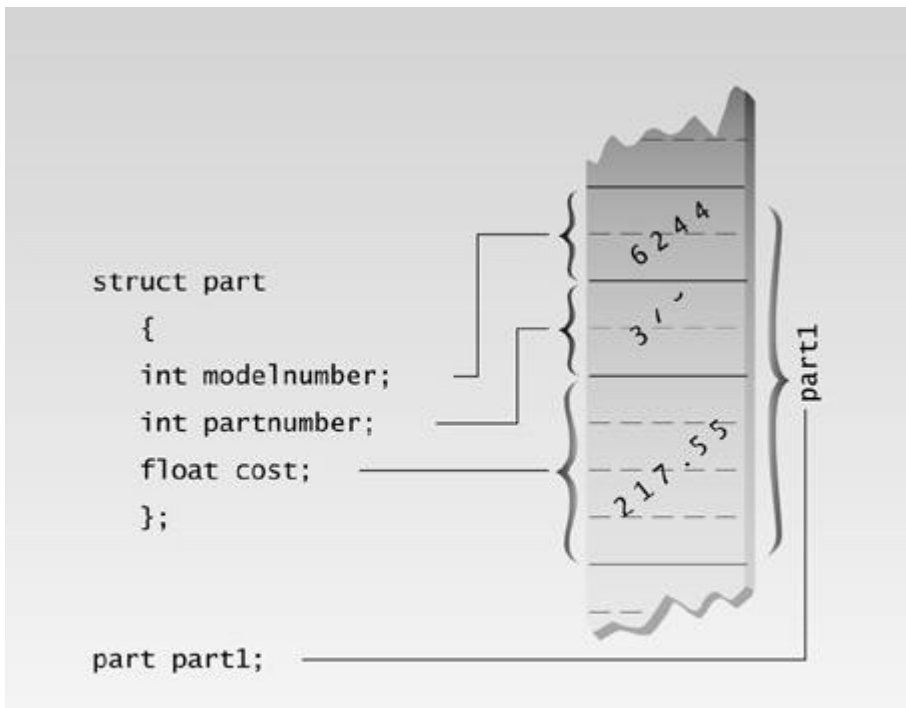 struct part
{
int modelnumber;
int partnumber;
float cost;
};
part part1;
6244
217.55
part1